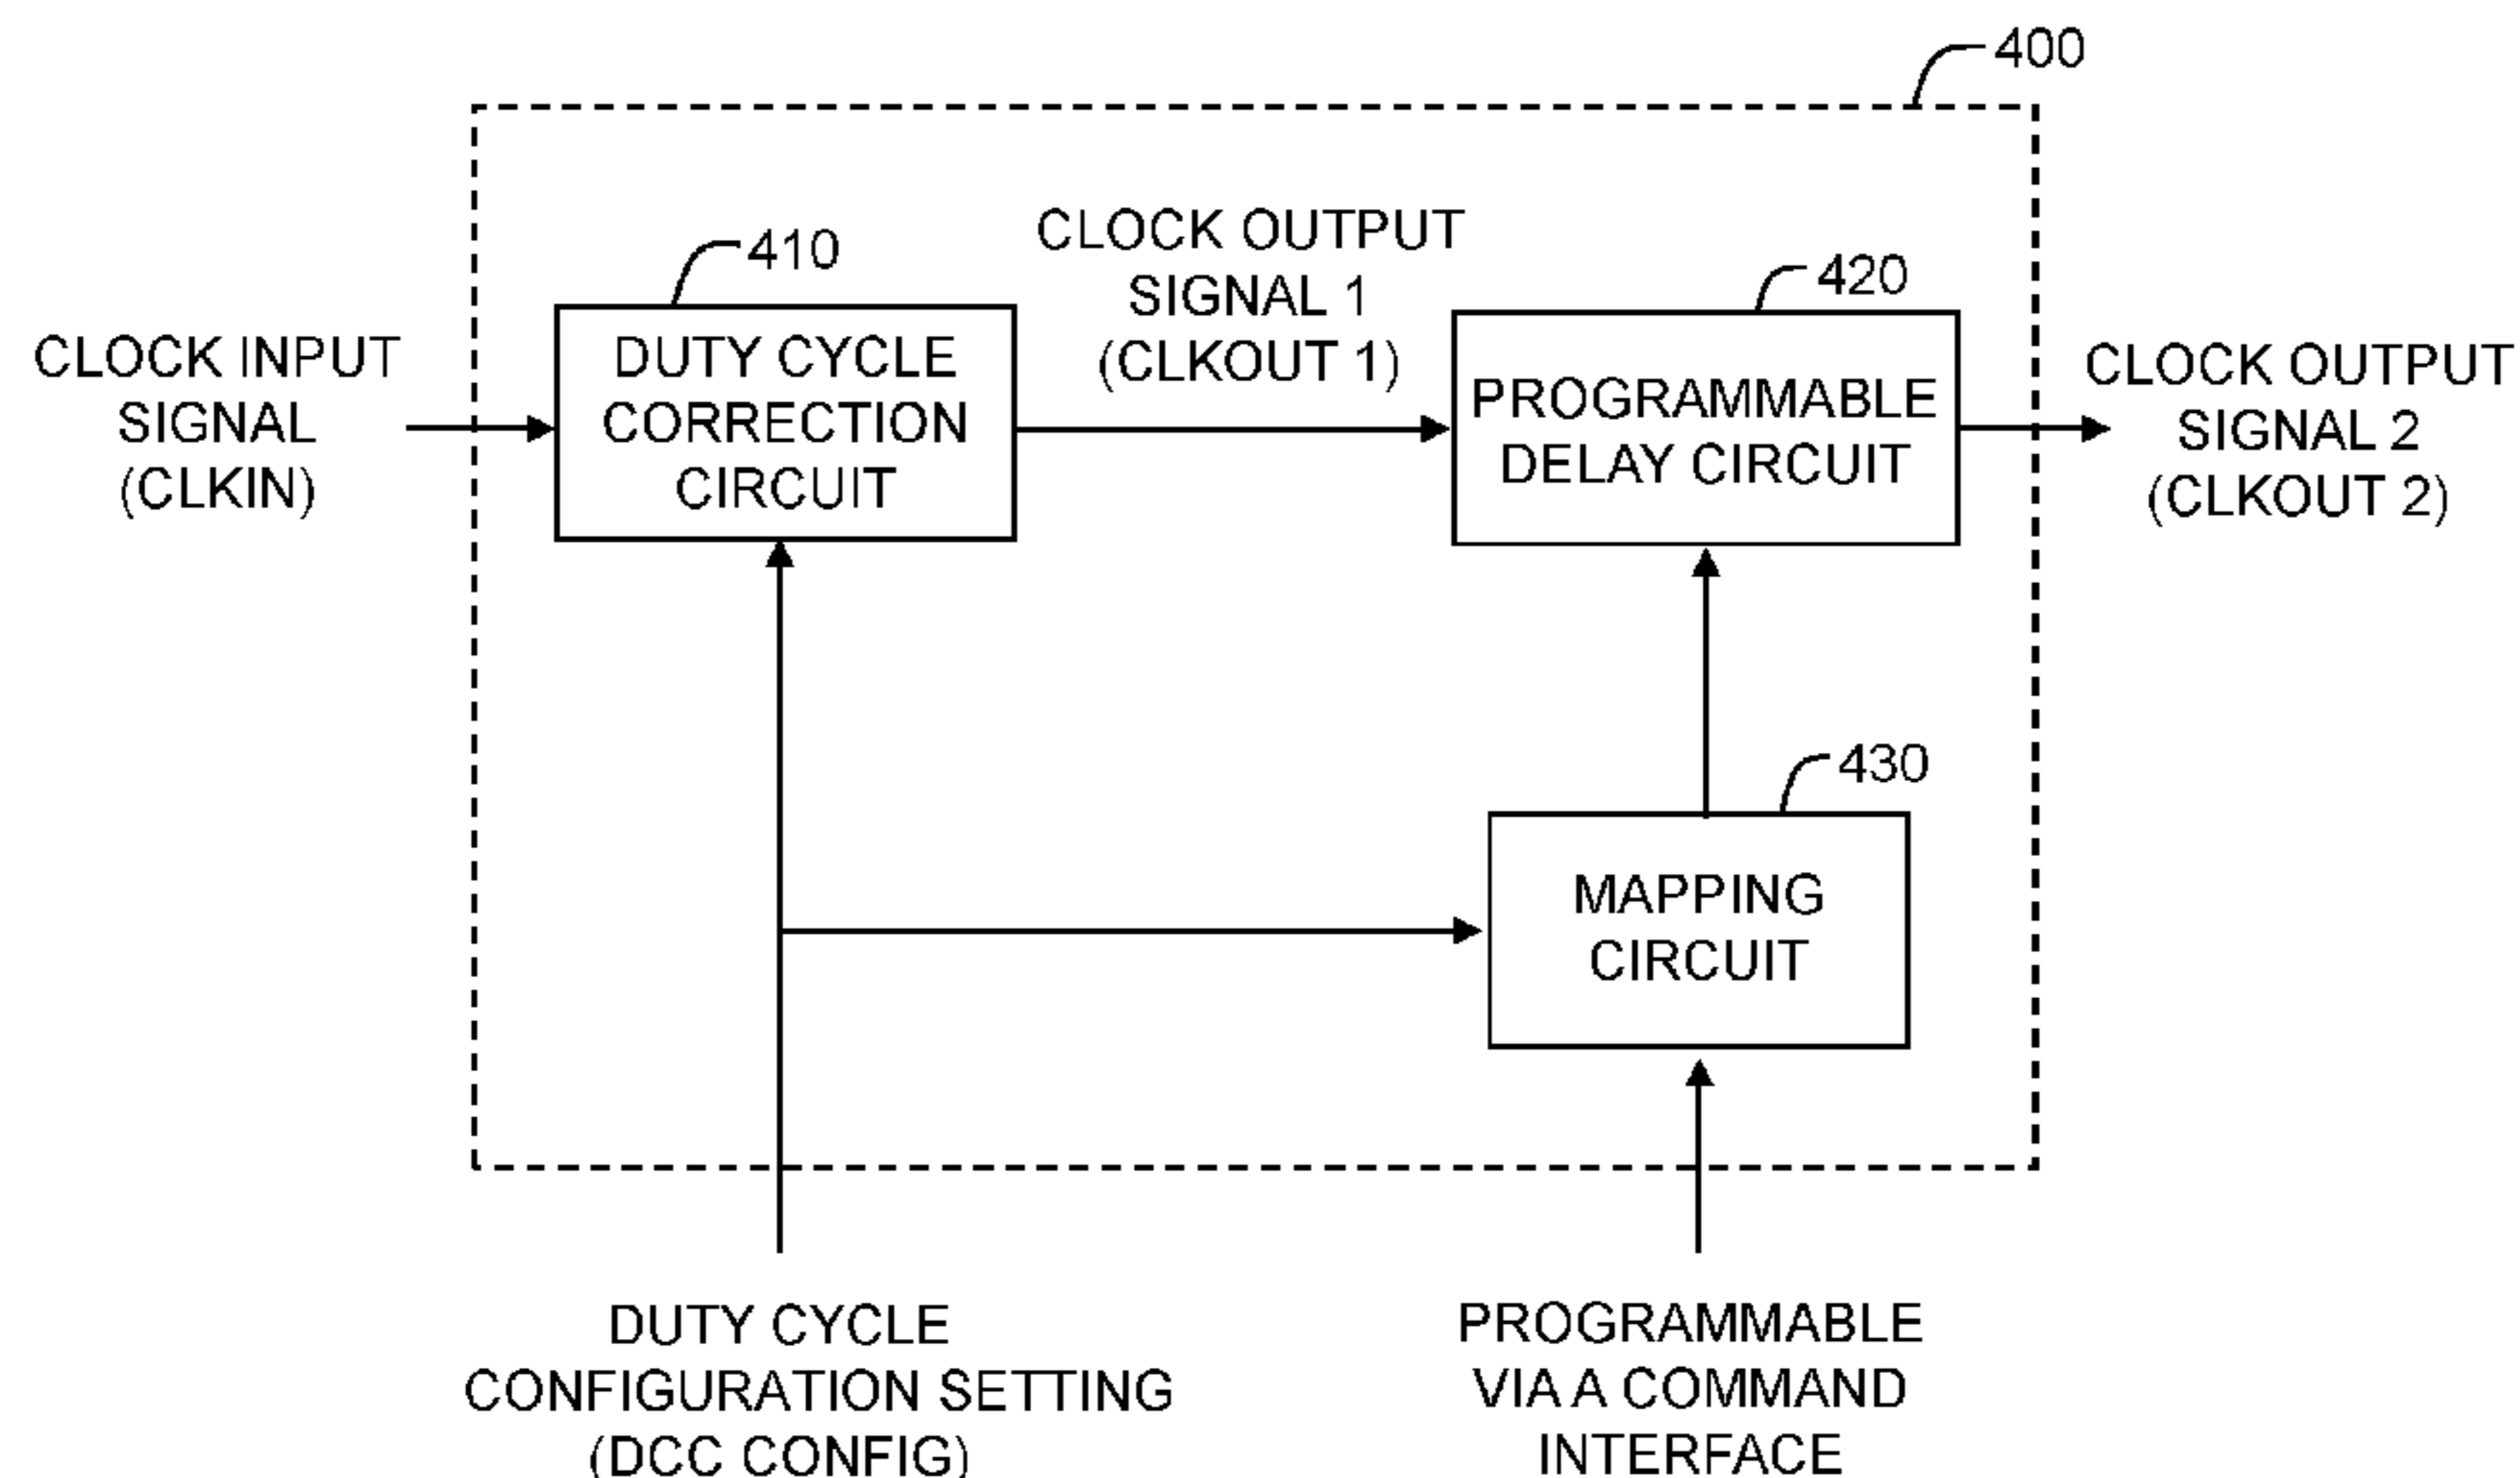 400
410
CLOCK OUTPUT
SIGNAL 1
(CLKOUT 1)
420
CLOCK INPUT
SIGNAL
(CLKIN)
DUTY CYCLE
CORRECTION
CIRCUIT
PROGRAMMABLE
DELAY CIRCUIT
CLOCK OUTPUT
SIGNAL 2
(CLKOUT 2)
430
MAPPING
CIRCUIT
DUTY CYCLE
CONFIGURATION SETTING
(DCC CONFIG)
PROGRAMMABLE
VIA A COMMAND
INTERFACE